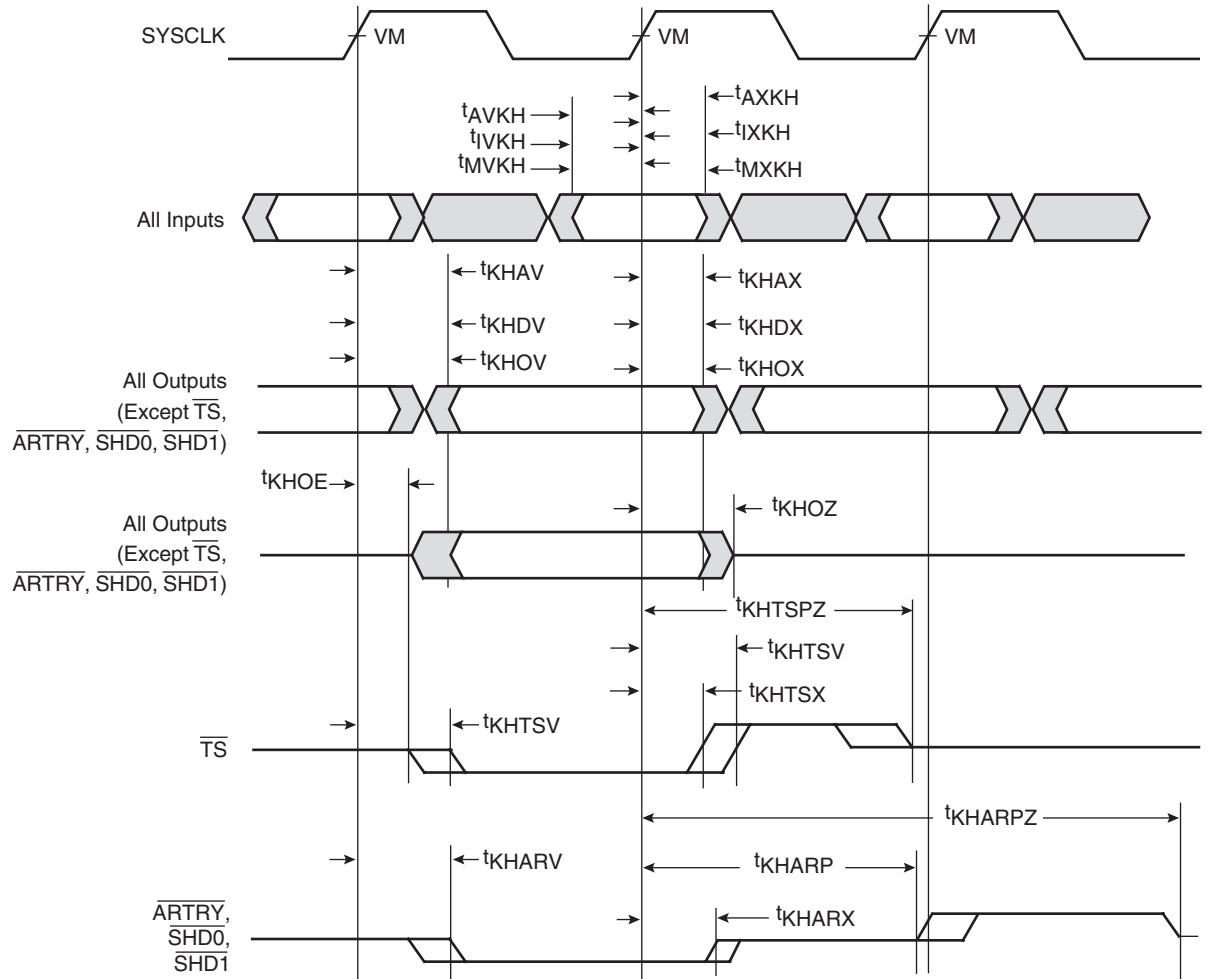 SYSCLK
VM
VM
VM
tAVKH
tIVKH
tMVKH
tAXKH
tIXKH
tMXKH
All Inputs
tKHAV
tKHAX
tKHDV
tKHDX
tKHOV
tKHOX
All Outputs
(Except TS,
ARTRY, SHD0, SHD1)
tKHOE
tKHOZ
All Outputs
(Except TS,
ARTRY, SHD0, SHD1)
tKHTSPZ
tKHTSV
tKHTSX
tKHTSV
TS
tKHARPZ
tKHARV
tKHARP
tKHARX
ARTRY,
SHD0,
SHD1